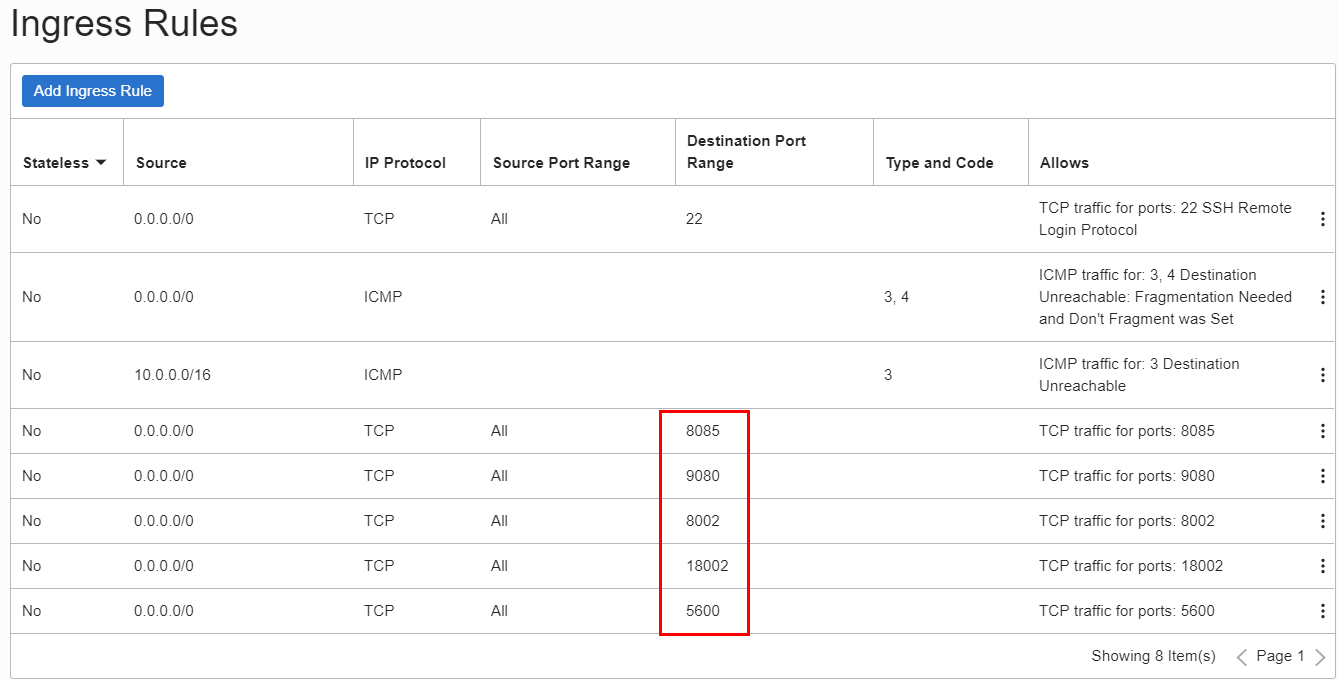 Ingress Rules
Add Ingress Rule
Stateless Source IP Protocol Source Port Range Destination Port Range Type and Code Allows
No 0.0.0.0/0 TCP All 22 TCP traffic for ports: 22 SSH Remote
Login Protocol
No 0.0.0.0/0 ICMP 3, 4 ICMP traffic for: 3, 4 Destination
Unreachable: Fragmentation Needed
and Don't Fragment was Set
No 10.0.0.0/16 ICMP 3 ICMP traffic for: 3 Destination
Unreachable
No 0.0.0.0/0 TCP All 8085 TCP traffic for ports: 8085
No 0.0.0.0/0 TCP All 9080 TCP traffic for ports: 9080
No 0.0.0.0/0 TCP All 8002 TCP traffic for ports: 8002
No 0.0.0.0/0 TCP All 18002 TCP traffic for ports: 18002
No 0.0.0.0/0 TCP All 5600 TCP traffic for ports: 5600
Showing 8 Item(s) Page 1